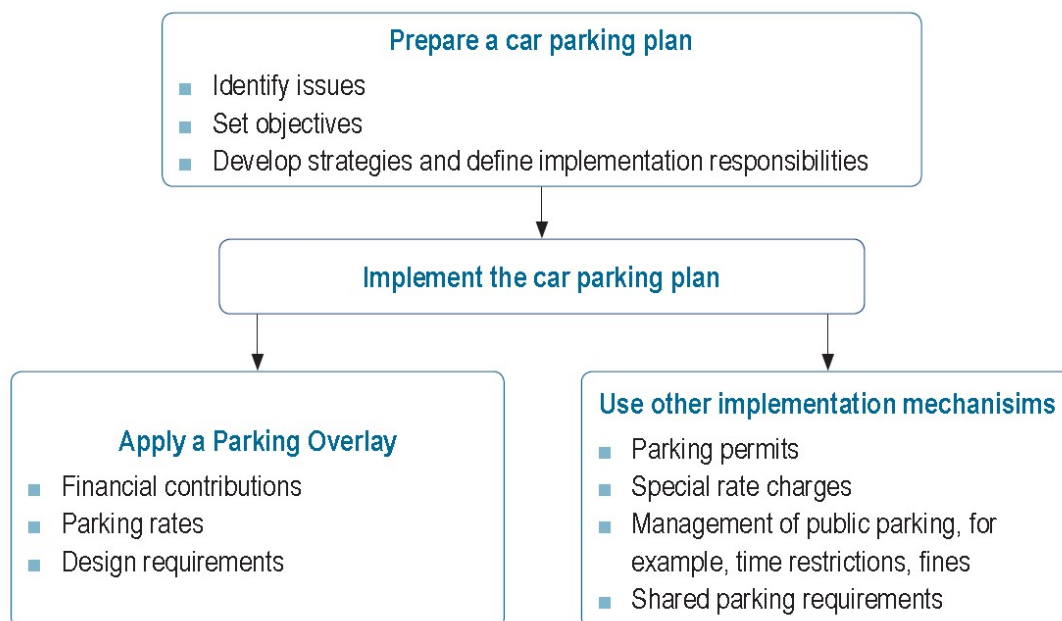 Prepare a car parking plan
Identify issues
Set objectives
Develop strategies and define implementation responsibilities
Implement the car parking plan
Apply a Parking Overlay
Financial contributions
Parking rates
Design requirements
Use other implementation mechanisims
Parking permits
Special rate charges
Management of public parking, for
example, time restrictions, fines
Shared parking requirements